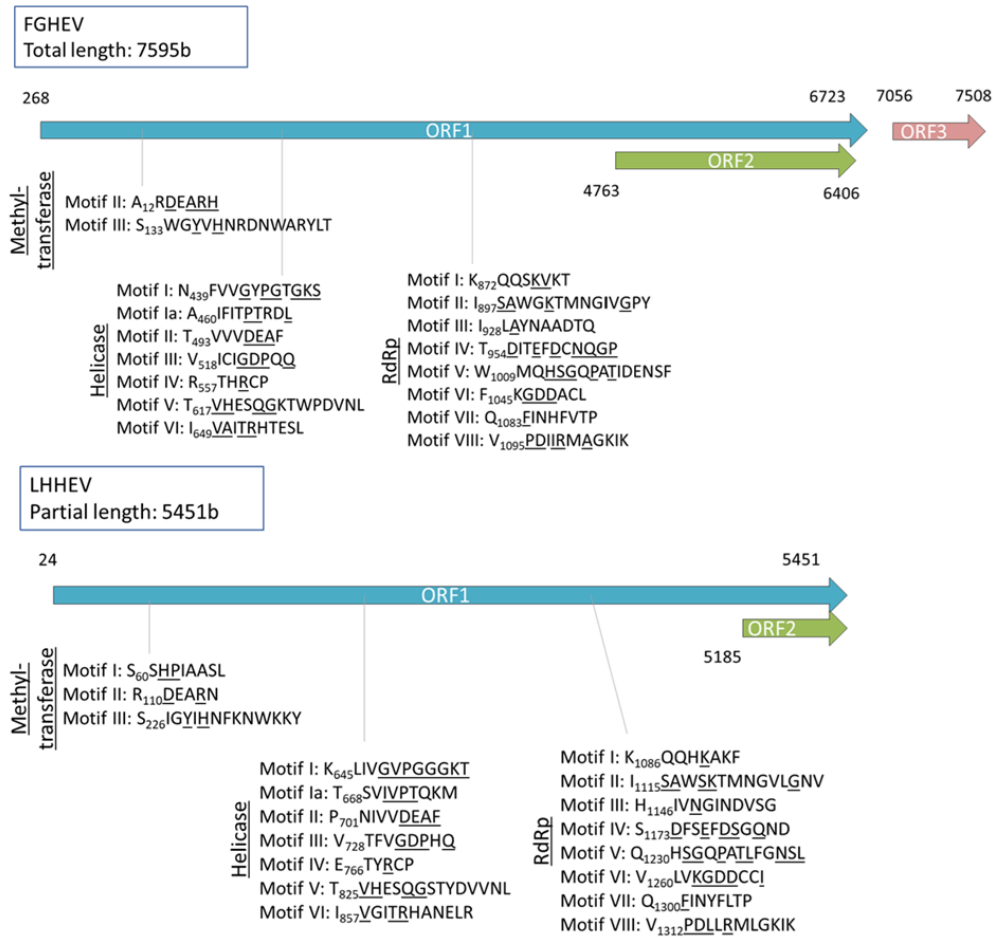 FGHEV
Total length: 7595b
268
6723
7056
7508
ORF1
ORF3
ORF2
4763
6406
Methyl-
transferase
Motif II: A12RDEARH
Motif III: S133WGYVHNRDNWARYLT
Helicase
Motif I: N439FVVGYPGTGKS
Motif Ia: A460IFITPTRDL
Motif II: T493VVVDEAF
Motif III: V518ICIGDPQQ
Motif IV: R557THRCP
Motif V: T617VHESQGKTWPDVNL
Motif VI: I649VAITRHTESL
RdRp
Motif I: K872QQSKVKT
Motif II: I897SAWGKTMNGIVGPY
Motif III: I928LAYNAADTQ
Motif IV: T954DITEFDCNQGP
Motif V: W1009MQHSGQPATIDENSF
Motif VI: F1045KGDDACL
Motif VII: Q1083FINHFVTP
Motif VIII: V1095PDIIRMAGKIK
LHHEV
Partial length: 5451b
24
5451
ORF1
ORF2
5185
Methyl-
transferase
Motif I: S60SHPIAASL
Motif II: R110DEARN
Motif III: S226IGYIHNFKNWKKY
Helicase
Motif I: K645LIVGVPGGGKT
Motif Ia: T668SVIVPTQKM
Motif II: P701NIVVDEAF
Motif III: V728TFVGDPHQ
Motif IV: E766TYRCP
Motif V: T825VHESQGSTYDVVNL
Motif VI: I857VGITRHANELR
RdRp
Motif I: K1086QQHKAKF
Motif II: I1115SAWSKTMNGVLGNV
Motif III: H1146IVNGINDVSG
Motif IV: S1173DFSEFDSGQND
Motif V: Q1230HSGQPATLFGNSL
Motif VI: V1260LVKGDDCCI
Motif VII: Q1300FINYFLTP
Motif VIII: V1312PDLLRMLGKIK